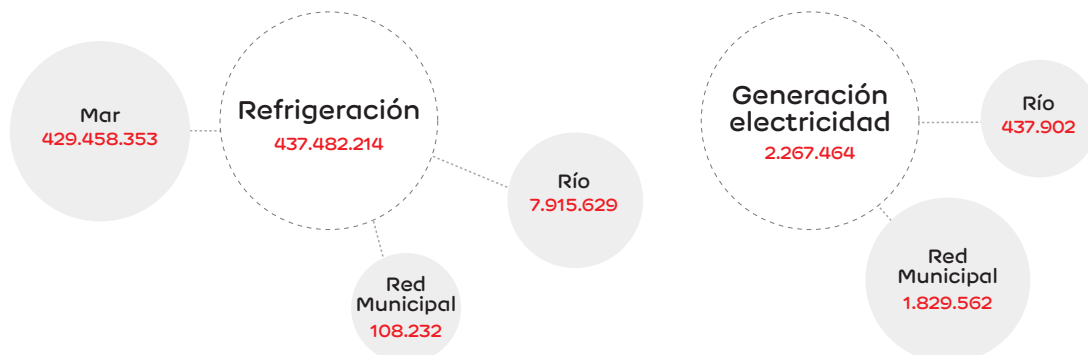 Mar
429.458.353
Refrigeración
437.482.214
Río
7.915.629
Red
Municipal
108.232
Generación
electricidad
2.267.464
Río
437.902
Red
Municipal
1.829.562